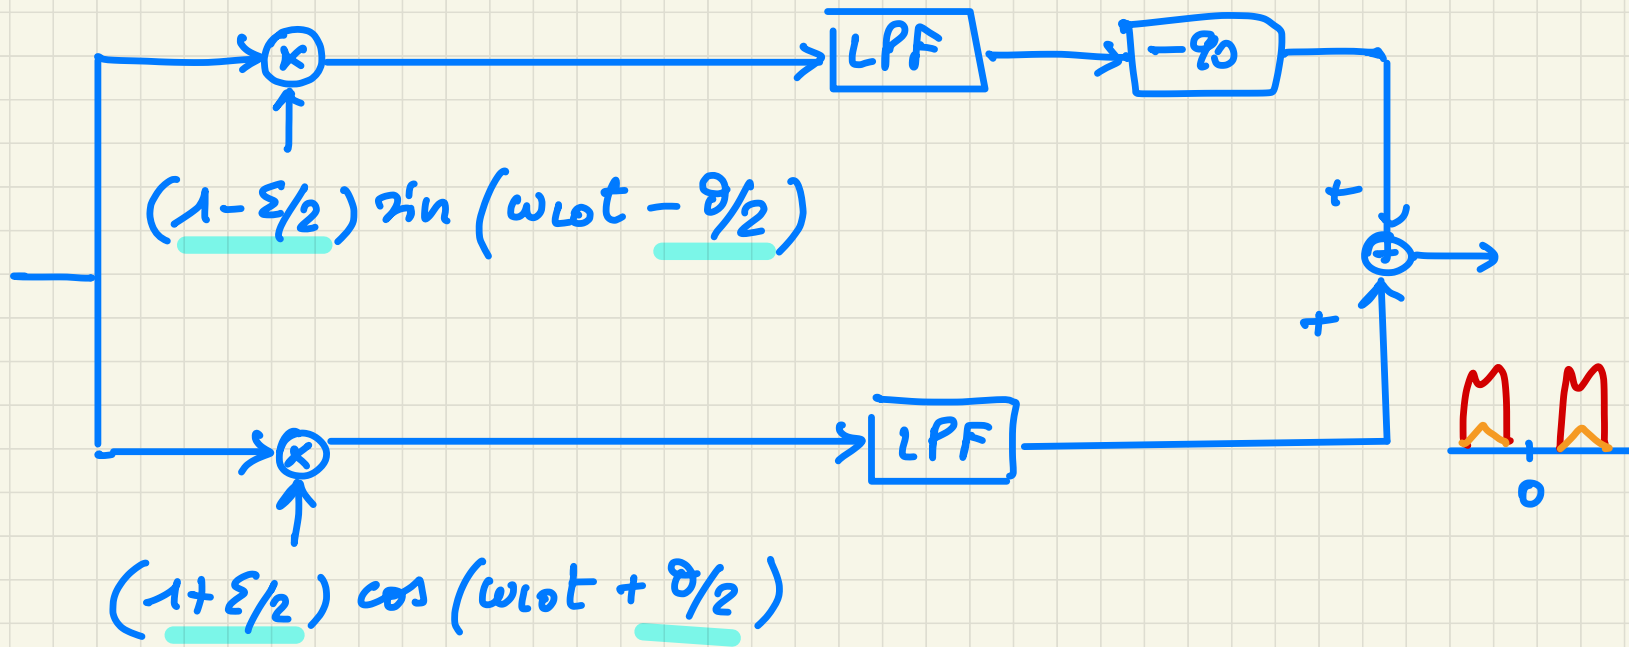 × LPF -90
(1-ε/2) sin (ωLOt - θ/2)
+
+
+
× LPF
0
(1+ε/2) cos (ωLOt + θ/2)